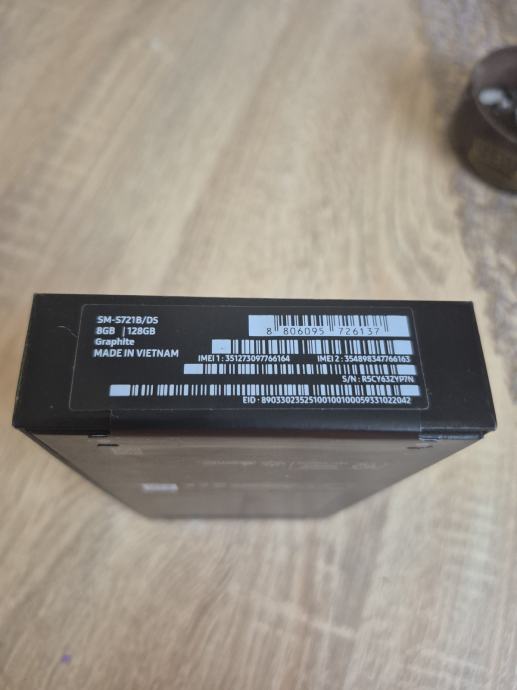 SM-S721B/DS
8GB | 128GB
Graphite
MADE IN VIETNAM
8 806095 726137
IMEI 1 : 351273097766164 IMEI 2 : 354898347766163
S/N : R5CY63ZYP7N
EID : 89033023525100100100059331022042